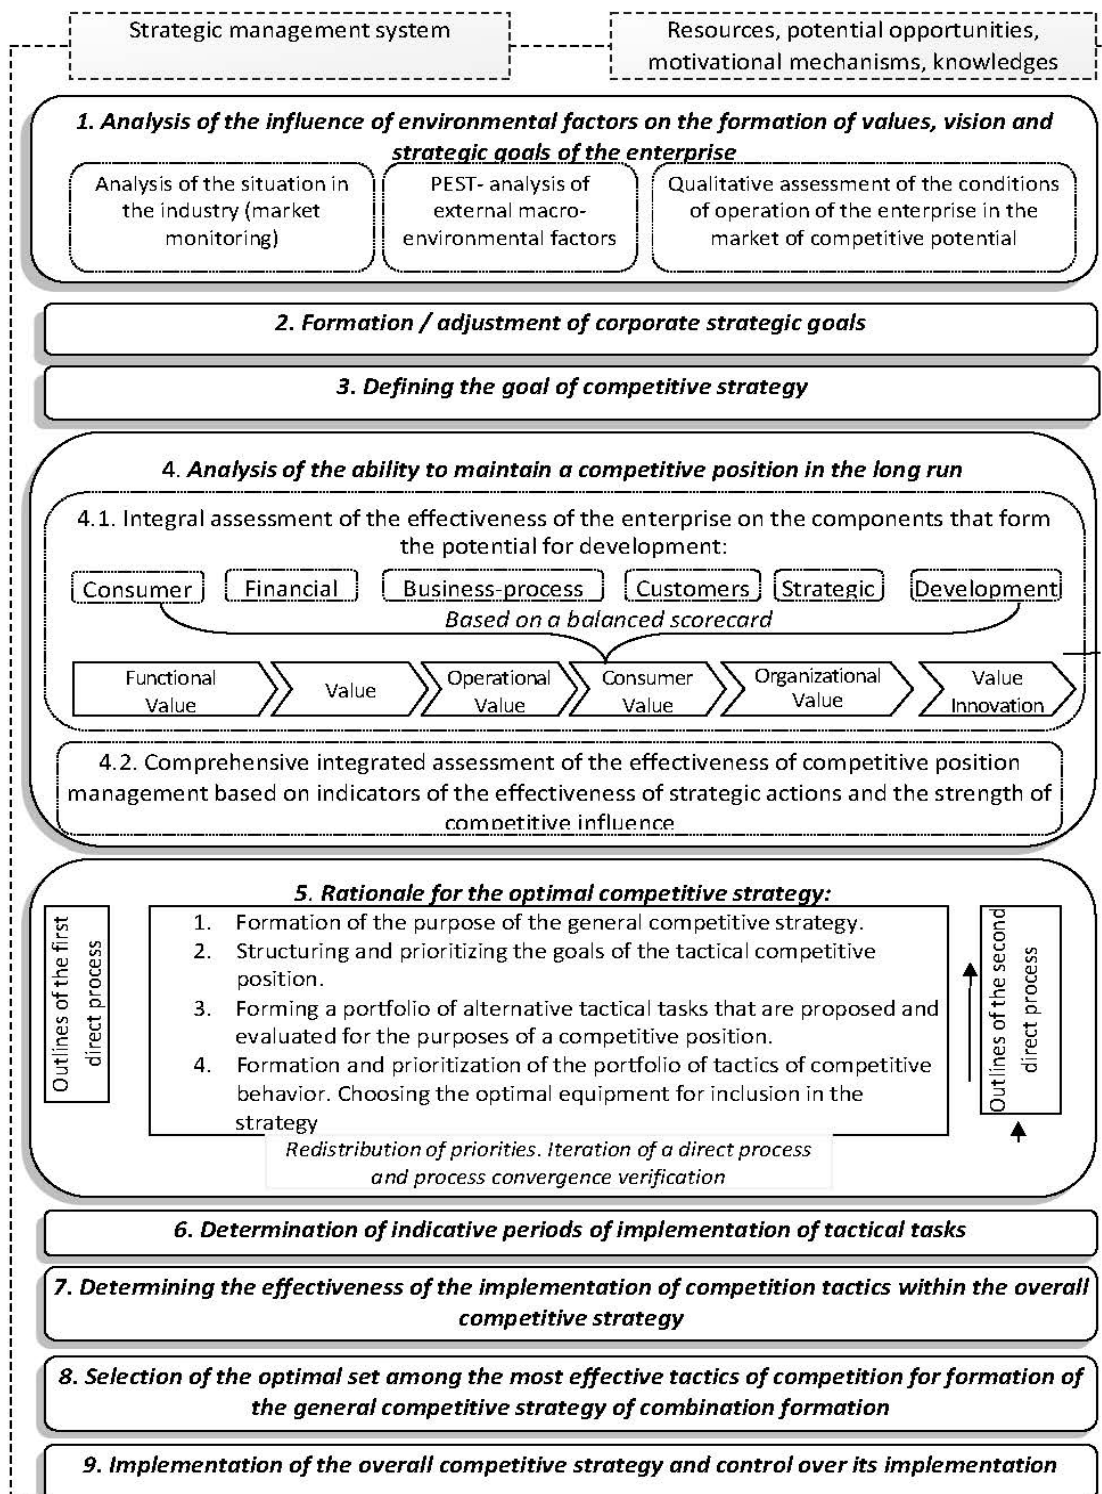 Strategic management system
Resources, potential opportunities,
motivational mechanisms, knowledges
1. Analysis of the influence of environmental factors on the formation of values, vision and
strategic goals of the enterprise
Analysis of the situation in
the industry (market
monitoring)
PEST- analysis of
external macro-
environmental factors
Qualitative assessment of the conditions
of operation of the enterprise in the
market of competitive potential
2. Formation / adjustment of corporate strategic goals
3. Defining the goal of competitive strategy
4. Analysis of the ability to maintain a competitive position in the long run
4.1. Integral assessment of the effectiveness of the enterprise on the components that form
the potential for development:
Consumer
Financial
Business-process
Customers
Strategic
Development
Based on a balanced scorecard
Functional
Value
Value
Operational
Value
Consumer
Value
Organizational
Value
Value
Innovation
4.2. Comprehensive integrated assessment of the effectiveness of competitive position
management based on indicators of the effectiveness of strategic actions and the strength of
competitive influence
5. Rationale for the optimal competitive strategy:
Outlines of the first
direct process
1. Formation of the purpose of the general competitive strategy.
2. Structuring and prioritizing the goals of the tactical competitive
position.
3. Forming a portfolio of alternative tactical tasks that are proposed and
evaluated for the purposes of a competitive position.
4. Formation and prioritization of the portfolio of tactics of competitive
behavior. Choosing the optimal equipment for inclusion in the
strategy
Outlines of the second
direct process
Redistribution of priorities. Iteration of a direct process
and process convergence verification
6. Determination of indicative periods of implementation of tactical tasks
7. Determining the effectiveness of the implementation of competition tactics within the overall
competitive strategy
8. Selection of the optimal set among the most effective tactics of competition for formation of
the general competitive strategy of combination formation
9. Implementation of the overall competitive strategy and control over its implementation